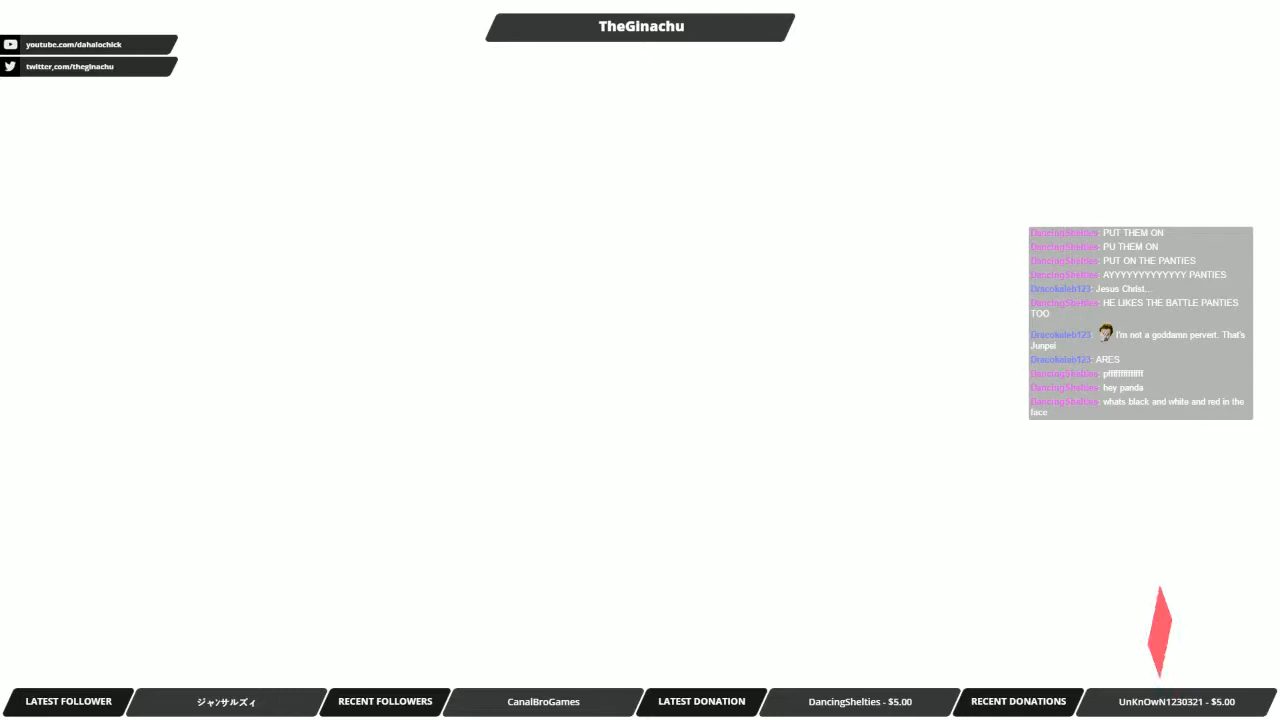 TheGinachu
youtube.com/dahalochick
twitter.com/theginachu
DancingShelties: PUT THEM ON
DancingShelties: PU THEM ON
DancingShelties: PUT ON THE PANTIES
DancingShelties: AYYYYYYYYYYYYY PANTIES
Dracokaleb123: Jesus Christ...
DancingShelties: HE LIKES THE BATTLE PANTIES
TOO
Dracokaleb123: I'm not a goddamn pervert. That's
Junpei
Dracokaleb123: ARES
DancingShelties: pffffffffffffff
DancingShelties: hey panda
DancingShelties: whats black and white and red in the
face
LATEST FOLLOWER
ジャンサルズィ
RECENT FOLLOWERS
CanalBroGames
LATEST DONATION
DancingShelties - $5.00
RECENT DONATIONS
UnKnOwN1230321 - $5.00